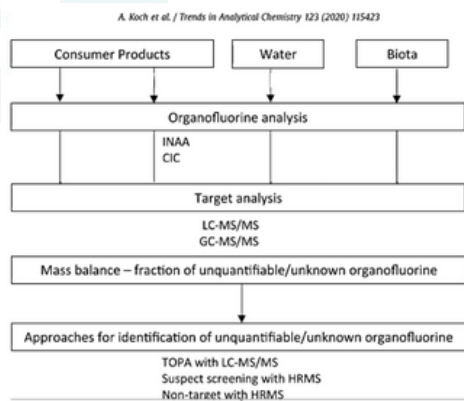 A. Koch et al. / Trends in Analytical Chemistry 123 (2020) 115423
Consumer Products
Water
Biota
Organofluorine analysis
INAA
CIC
Target analysis
LC-MS/MS
GC-MS/MS
Mass balance – fraction of unquantifiable/unknown organofluorine
Approaches for identification of unquantifiable/unknown organofluorine
TOPA with LC-MS/MS
Suspect screening with HRMS
Non-target with HRMS